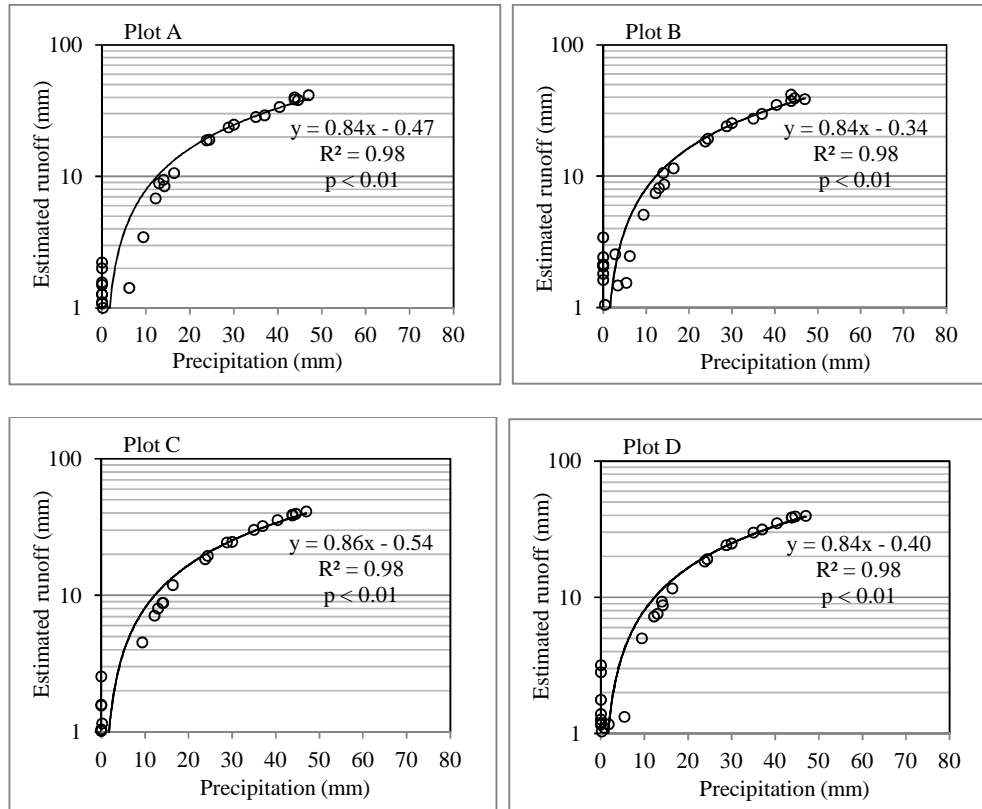 Plot A
100
10
1
Estimated runoff (mm)
y = 0.84x - 0.47
R² = 0.98
p < 0.01
0 10 20 30 40 50 60 70 80
Precipitation (mm)
Plot B
100
10
1
Estimated runoff (mm)
y = 0.84x - 0.34
R² = 0.98
p < 0.01
0 10 20 30 40 50 60 70 80
Precipitation (mm)
Plot C
100
10
1
Estimated runoff (mm)
y = 0.86x - 0.54
R² = 0.98
p < 0.01
0 10 20 30 40 50 60 70 80
Precipitation (mm)
Plot D
100
10
1
Estimated runoff (mm)
y = 0.84x - 0.40
R² = 0.98
p < 0.01
0 10 20 30 40 50 60 70 80
Precipitation (mm)